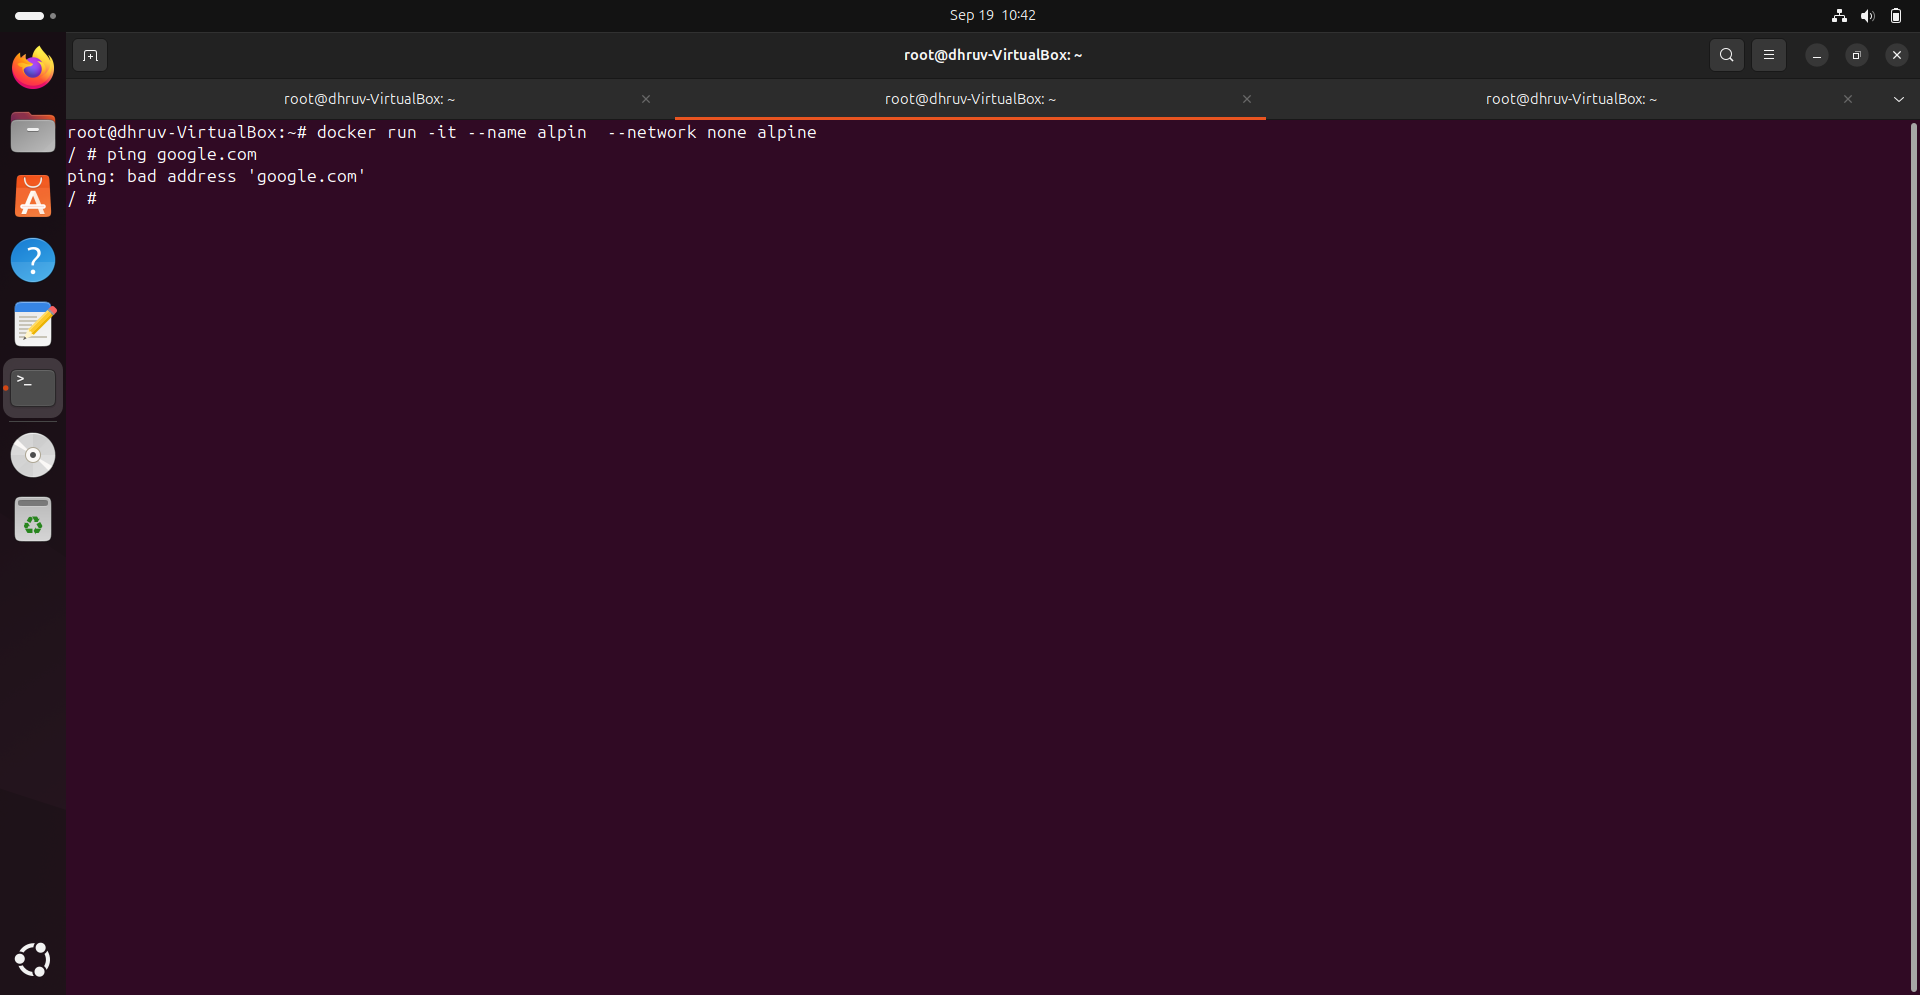 Sep 19 10:42
root@dhruv-VirtualBox: ~
root@dhruv-VirtualBox: ~
root@dhruv-VirtualBox: ~
root@dhruv-VirtualBox: ~
root@dhruv-VirtualBox:~# docker run -it --name alpin  --network none alpine
/ # ping google.com
ping: bad address 'google.com'
/ #